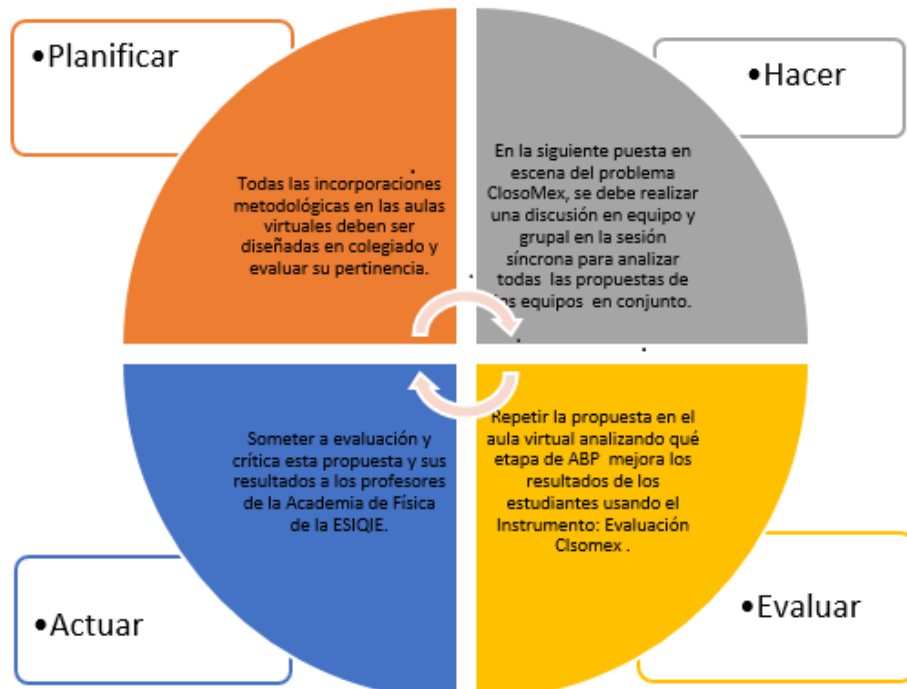 •Planificar
Todas las incorporaciones
metodológicas en las aulas
virtuales deben ser
diseñadas en colegiado y
evaluar su pertinencia.
•Hacer
En la siguiente puesta en
escena del problema
ClosoMex, se debe realizar
una discusión en equipo y
grupal en la sesión
síncrona para analizar
todas las propuestas de
los equipos en conjunto.
Someter a evaluación y
crítica esta propuesta y sus
resultados a los profesores
de la Academia de Física
de la ESIQIE.
•Actuar
Repetir la propuesta en el
aula virtual analizando qué
etapa de ABP mejora los
resultados de los
estudiantes usando el
Instrumento: Evaluación
Clsomex .
•Evaluar